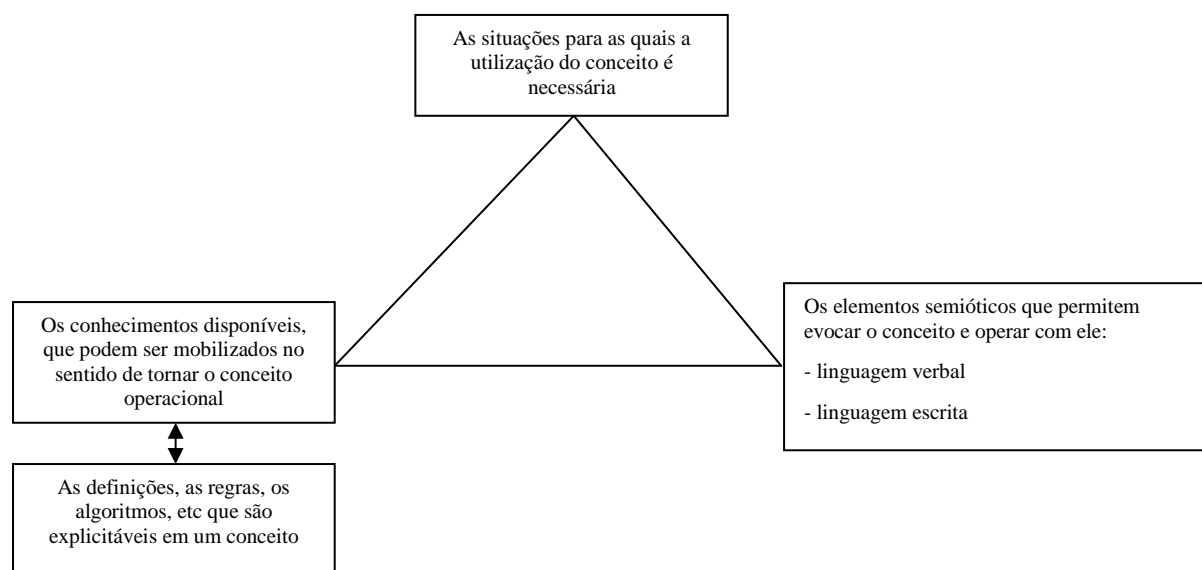 As situações para as quais a
utilização do conceito é
necessária
Os conhecimentos disponíveis,
que podem ser mobilizados no
sentido de tornar o conceito
operacional
Os elementos semióticos que permitem
evocar o conceito e operar com ele:
- linguagem verbal
- linguagem escrita
As definições, as regras, os
algoritmos, etc que são
explicitáveis em um conceito